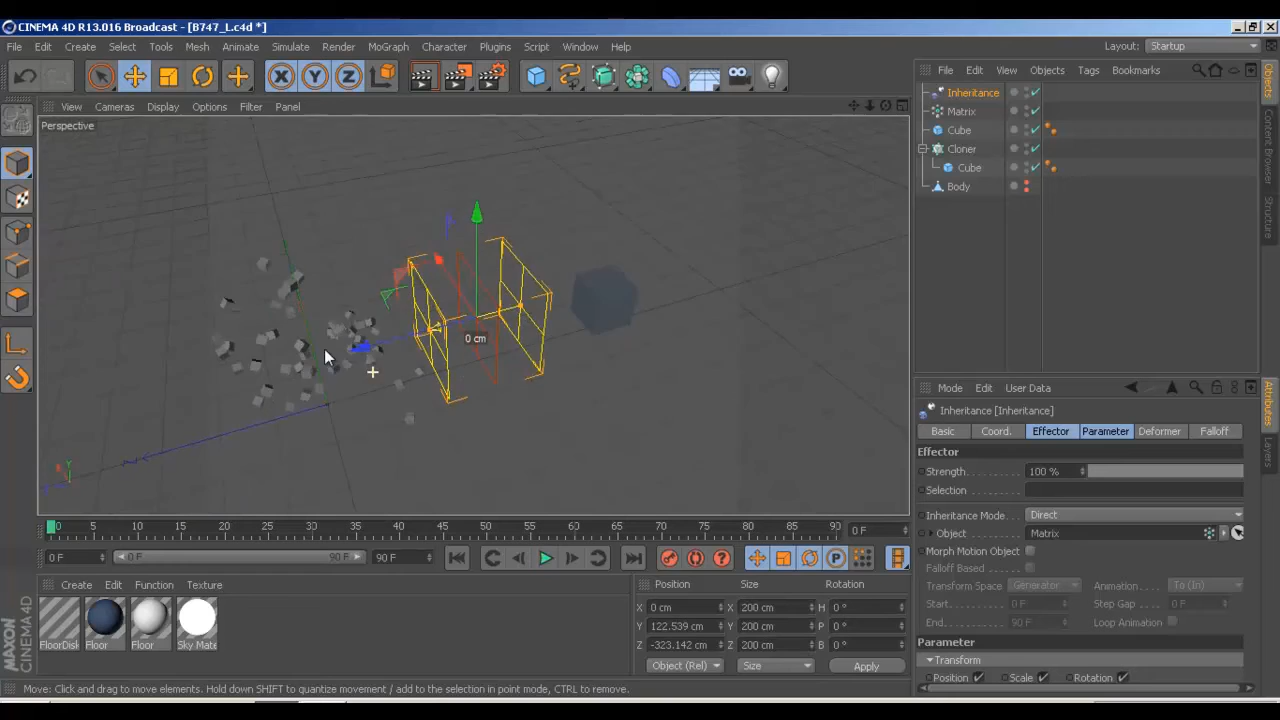 CINEMA 4D R13.016 Broadcast - [B747_L.c4d *]
File Edit Create Select Tools Mesh Animate Simulate Render MoGraph Character Plugins Script Window Help
Layout: Startup
File Edit View Objects Tags Bookmarks
View Cameras Display Options Filter Panel
Perspective
Inheritance
Matrix
Cube
Cloner
Cube
Body
Objects
Content Browser
Structure
X Y Z
0 cm
Y
Mode Edit User Data
Inheritance [Inheritance]
Basic Coord. Effector Parameter Deformer Falloff
Effector
Strength 100 %
Selection
Inheritance Mode: Direct
Object Matrix
Morph Motion Object
Falloff Based
Transform Space Generator Animation To (In)
Start 0 F Step Gap 0 F
End 90 F Loop Animation
Parameter
Transform
Position Scale Rotation
Attributes
Layers
0 5 10 15 20 25 30 35 40 45 50 55 60 65 70 75 80 85 90 0 F
0 F 0 F 90 F 90 F
P
Create Edit Function Texture
FloorDisk Floor Floor Sky Mate
MAXON CINEMA 4D
Position Size Rotation
X 0 cm X 200 cm H 0 °
Y 122.539 cm Y 200 cm P 0 °
Z -323.142 cm Z 200 cm B 0 °
Object (Rel) Size Apply
Move: Click and drag to move elements. Hold down SHIFT to quantize movement / add to the selection in point mode, CTRL to remove.